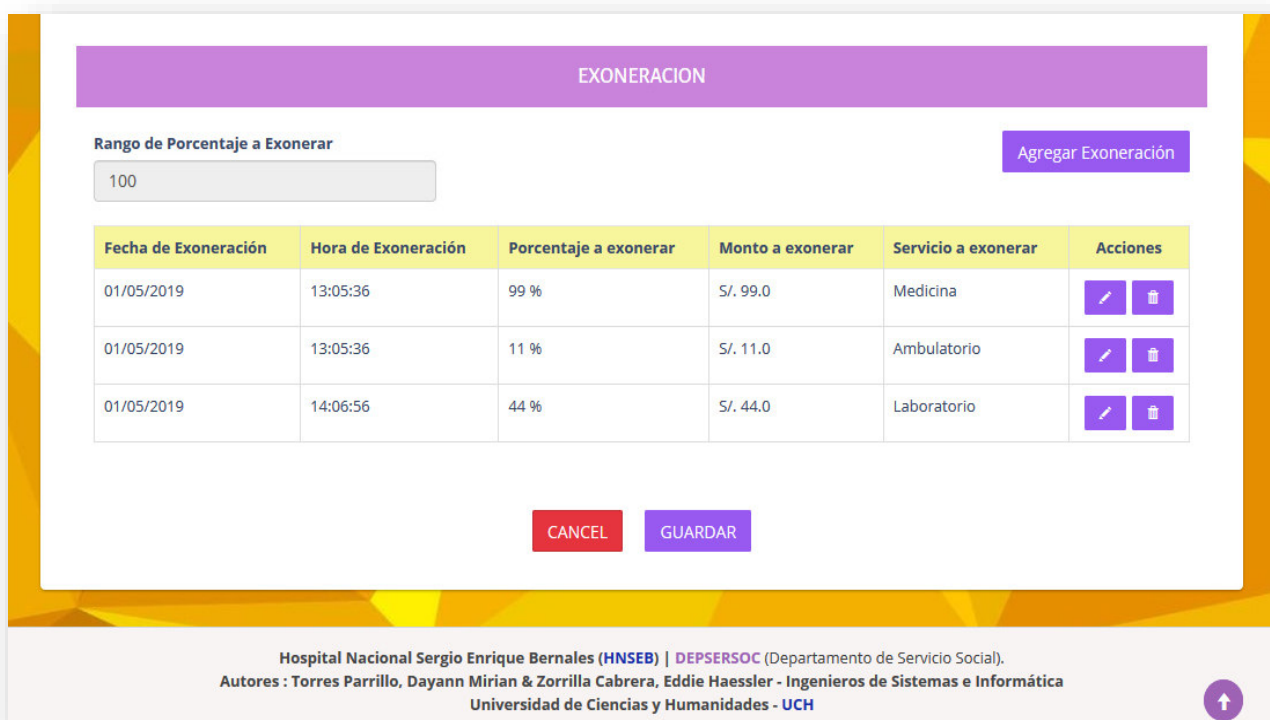 EXONERACION
Rango de Porcentaje a Exonerar
Agregar Exoneración
100
Fecha de Exoneración Hora de Exoneración Porcentaje a exonerar Monto a exonerar Servicio a exonerar Acciones
01/05/2019 13:05:36 99 % S/. 99.0 Medicina
01/05/2019 13:05:36 11 % S/. 11.0 Ambulatorio
01/05/2019 14:06:56 44 % S/. 44.0 Laboratorio
CANCEL GUARDAR
Hospital Nacional Sergio Enrique Bernales (HNSEB) | DEPSERSOC (Departamento de Servicio Social).
Autores : Torres Parrillo, Dayann Mirian & Zorrilla Cabrera, Eddie Haessler - Ingenieros de Sistemas e Informática
Universidad de Ciencias y Humanidades - UCH